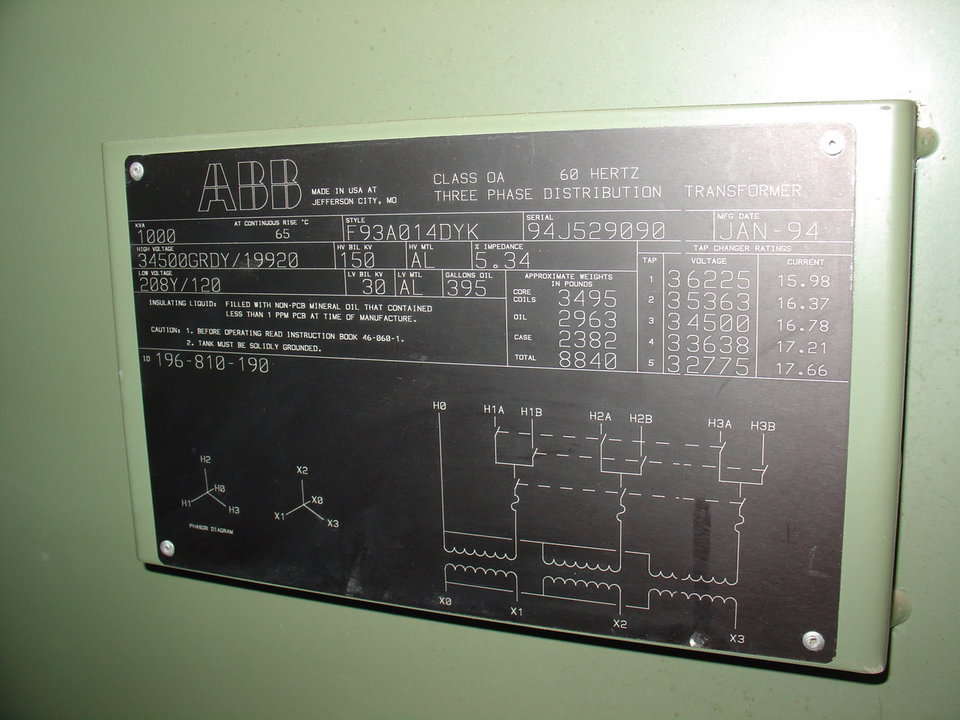 ABB
MADE IN USA AT
JEFFERSON CITY, MO
CLASS OA 60 HERTZ
THREE PHASE DISTRIBUTION TRANSFORMER
KVA 1000 AT CONTINUOUS RISE °C 65 STYLE F93A014DYK SERIAL 94J529090 MFG DATE JAN-94
HIGH VOLTAGE 34500GRDY/19920 HV BIL KV 150 HV MTL AL % IMPEDANCE 5.34
LOW VOLTAGE 208Y/120 LV BIL KV 30 LV MTL AL GALLONS OIL 395
INSULATING LIQUID: FILLED WITH NON-PCB MINERAL OIL THAT CONTAINED
LESS THAN 1 PPM PCB AT TIME OF MANUFACTURE.
CAUTION: 1. BEFORE OPERATING READ INSTRUCTION BOOK 46-060-1.
2. TANK MUST BE SOLIDLY GROUNDED.
ID 196-810-190
APPROXIMATE WEIGHTS
IN POUNDS
CORE COILS 3495
OIL 2963
CASE 2382
TOTAL 8840
TAP CHANGER RATINGS
TAP VOLTAGE CURRENT
1 36225 15.98
2 35363 16.37
3 34500 16.78
4 33638 17.21
5 32775 17.66
H0 H1A H1B H2A H2B H3A H3B
H2
H0
H1
H3
PHASOR DIAGRAM
X2
X0
X1
X3
X0 X1 X2 X3